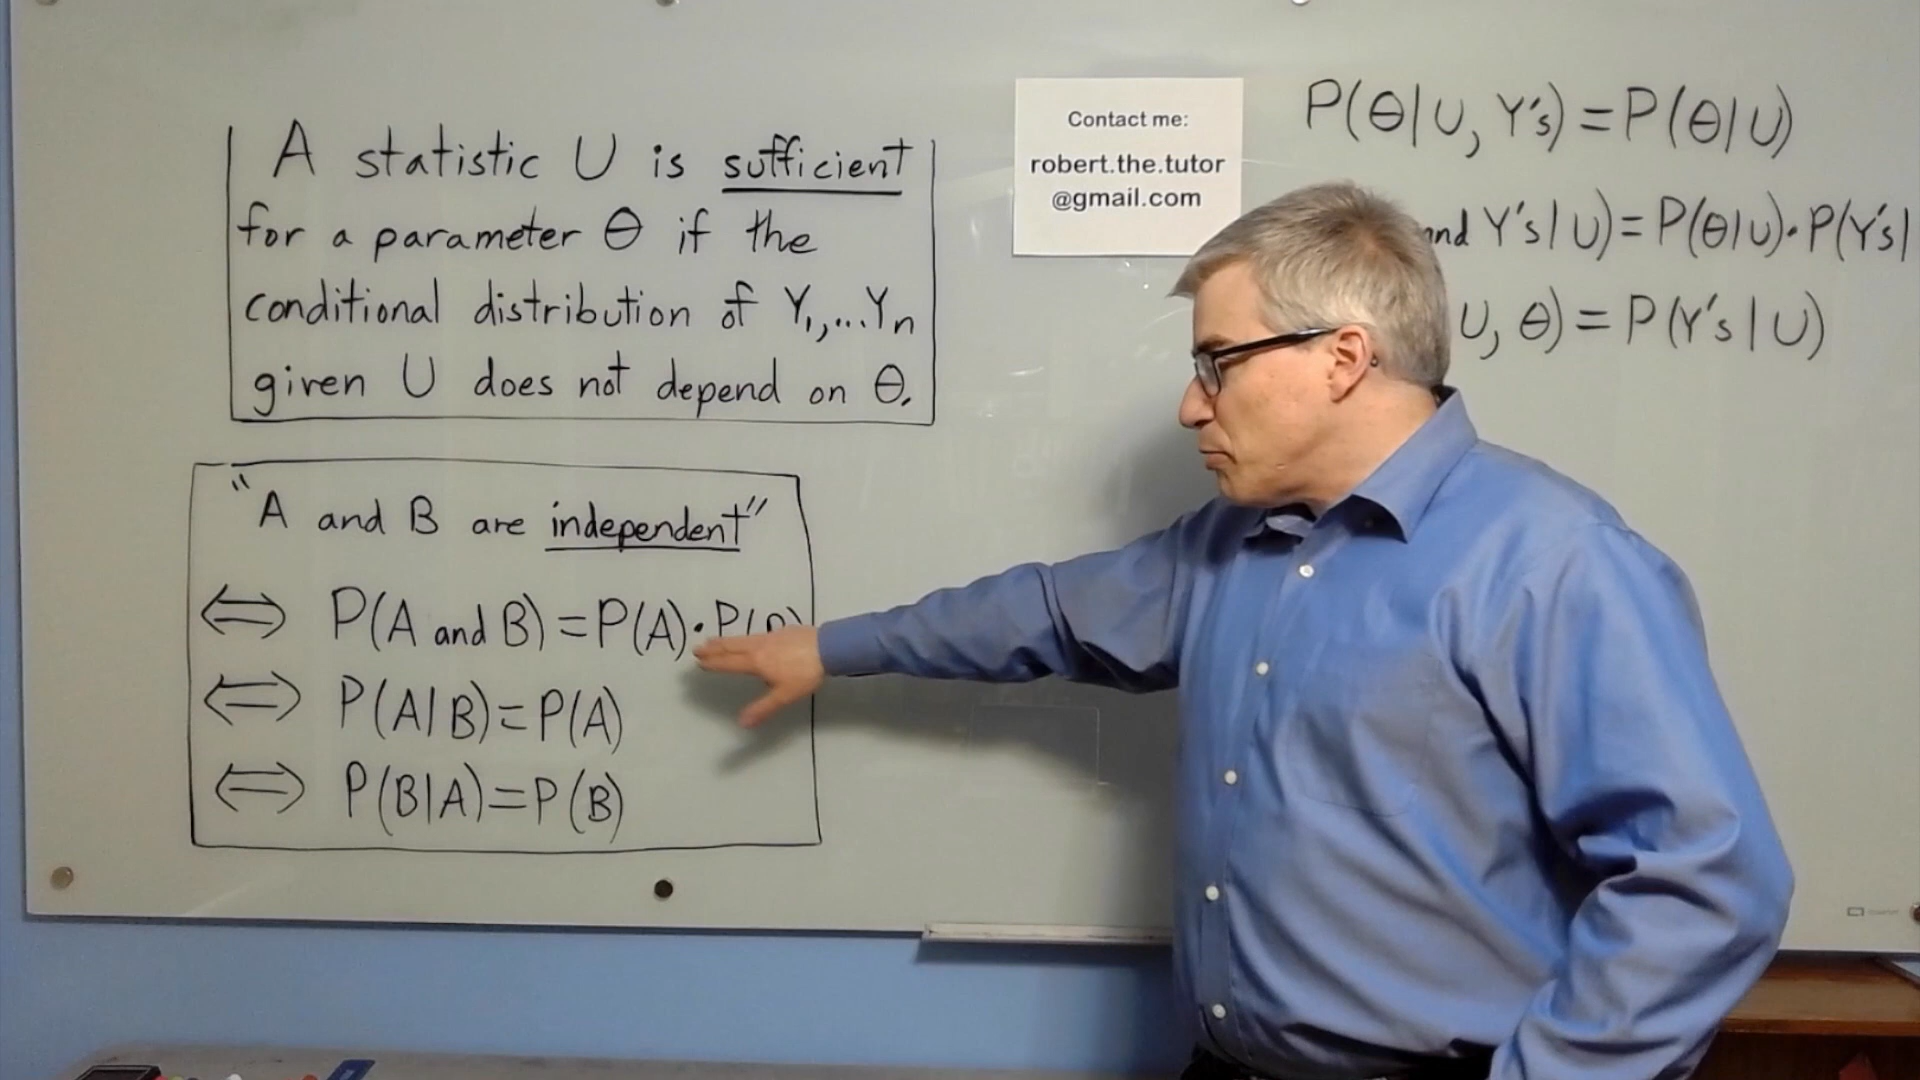 A statistic U is sufficient
for a parameter θ if the
conditional distribution of Y₁,...Yₙ
given U does not depend on θ.
"A and B are independent"
⟺ P(A and B) = P(A)·P(B)
⟺ P(A|B) = P(A)
⟺ P(B|A) = P(B)
Contact me:
robert.the.tutor
@gmail.com
P(θ|U, Y's) = P(θ|U)
and Y's|U) = P(θ|U)·P(Y's|
U, θ) = P(Y's|U)